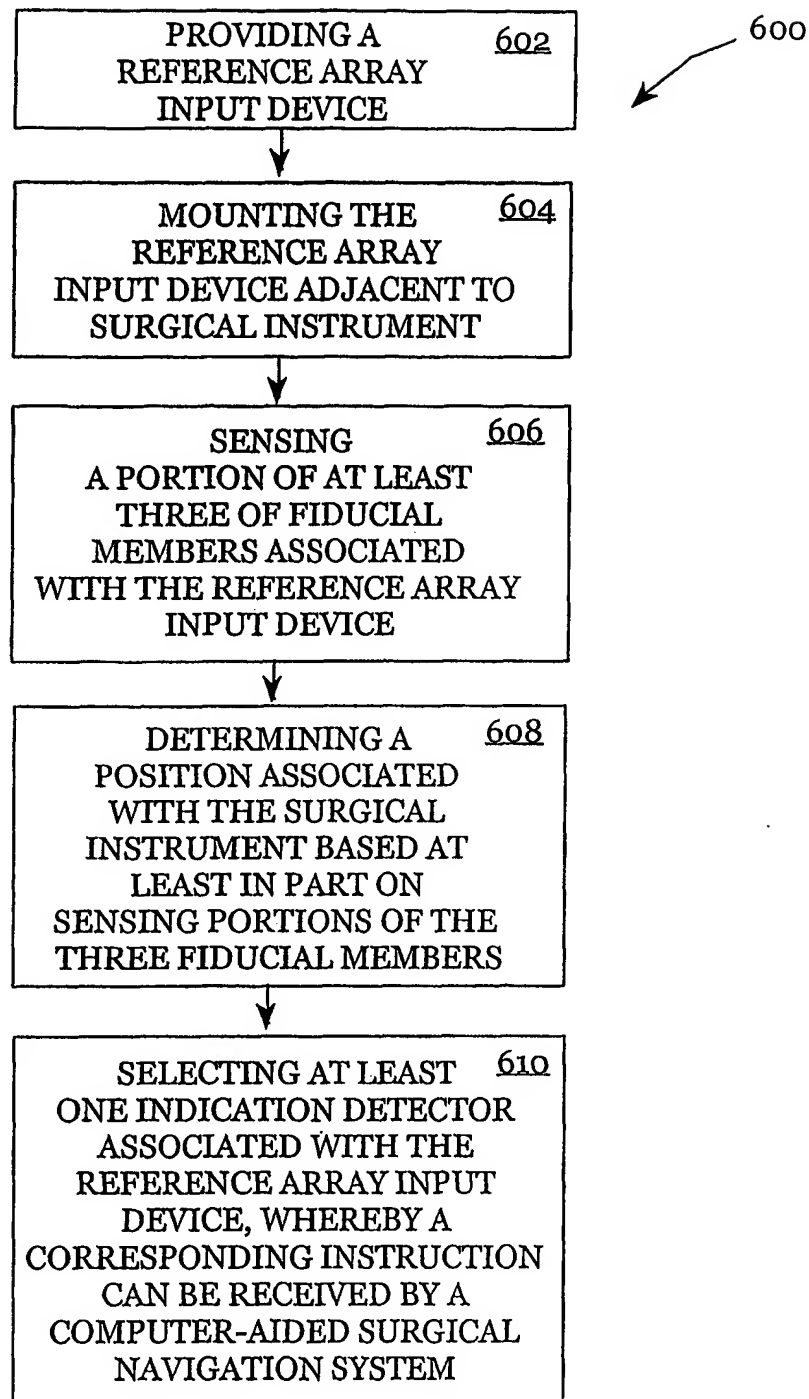 600
PROVIDING A 602
REFERENCE ARRAY
INPUT DEVICE
MOUNTING THE 604
REFERENCE ARRAY
INPUT DEVICE ADJACENT TO
SURGICAL INSTRUMENT
SENSING 606
A PORTION OF AT LEAST
THREE OF FIDUCIAL
MEMBERS ASSOCIATED
WITH THE REFERENCE ARRAY
INPUT DEVICE
DETERMINING A 608
POSITION ASSOCIATED
WITH THE SURGICAL
INSTRUMENT BASED AT
LEAST IN PART ON
SENSING PORTIONS OF THE
THREE FIDUCIAL MEMBERS
SELECTING AT LEAST 610
ONE INDICATION DETECTOR
ASSOCIATED WITH THE
REFERENCE ARRAY INPUT
DEVICE, WHEREBY A
CORRESPONDING INSTRUCTION
CAN BE RECEIVED BY A
COMPUTER-AIDED SURGICAL
NAVIGATION SYSTEM